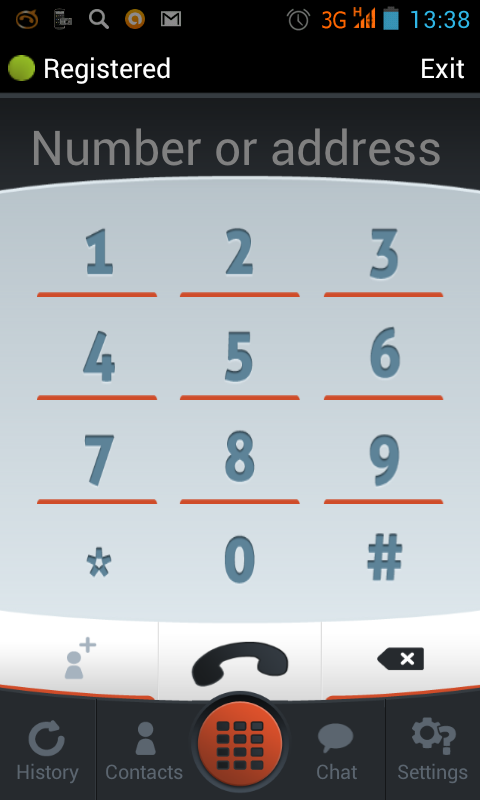 3G H 13:38
Registered Exit
Number or address
1 2 3
4 5 6
7 8 9
* 0 #
History Contacts Chat Settings